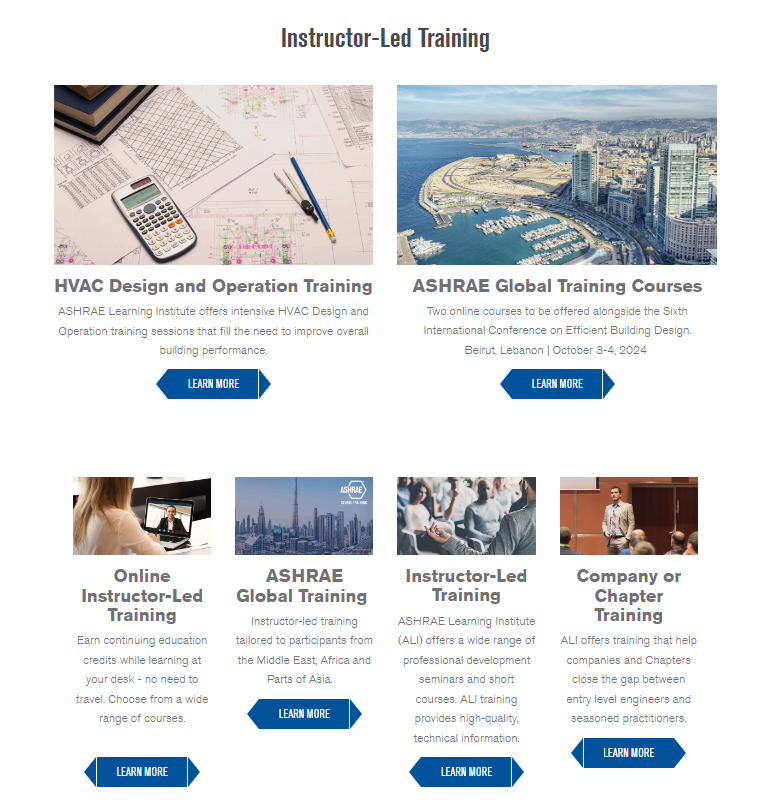 Instructor-Led Training
HVAC Design and Operation Training
ASHRAE Learning Institute offers intensive HVAC Design and
Operation training sessions that fill the need to improve overall
building performance.
LEARN MORE
ASHRAE Global Training Courses
Two online courses to be offered alongside the Sixth
International Conference on Efficient Building Design.
Beirut, Lebanon | October 3-4, 2024
LEARN MORE
Online
Instructor-Led
Training
Earn continuing education
credits while learning at
your desk - no need to
travel. Choose from a wide
range of courses.
LEARN MORE
ASHRAE
ASHRAE
Global Training
Instructor-led training
tailored to participants from
the Middle East, Africa and
Parts of Asia.
LEARN MORE
Instructor-Led
Training
ASHRAE Learning Institute
(ALI) offers a wide range of
professional development
seminars and short
courses. ALI training
provides high-quality,
technical information.
LEARN MORE
Company or
Chapter
Training
ALI offers training that help
companies and Chapters
close the gap between
entry level engineers and
seasoned practitioners.
LEARN MORE